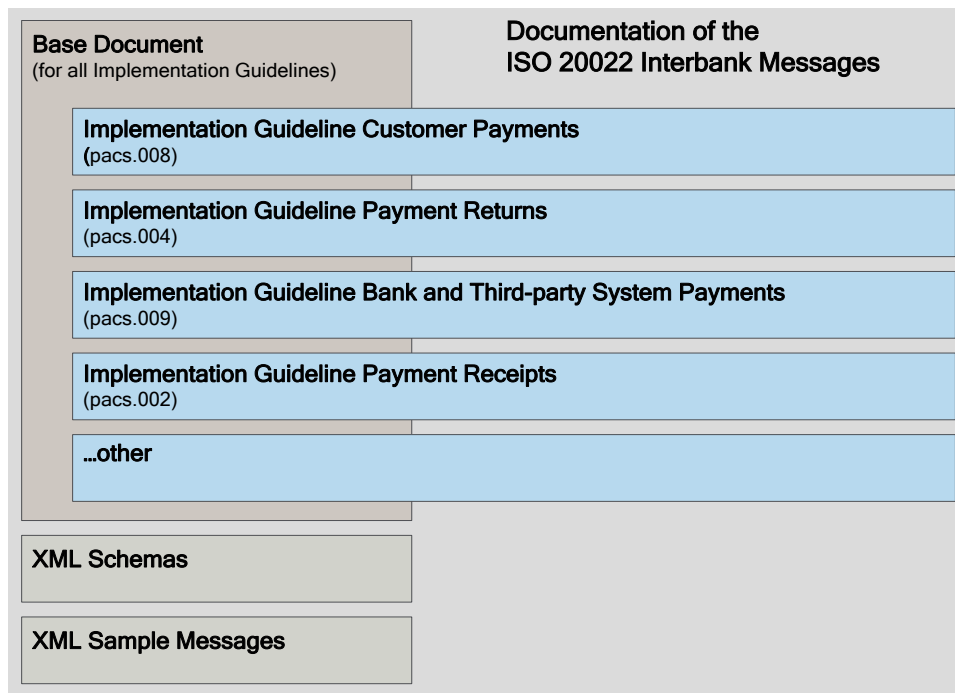 Documentation of the
ISO 20022 Interbank Messages
Base Document
(for all Implementation Guidelines)
Implementation Guideline Customer Payments
(pacs.008)
Implementation Guideline Payment Returns
(pacs.004)
Implementation Guideline Bank and Third-party System Payments
(pacs.009)
Implementation Guideline Payment Receipts
(pacs.002)
...other
XML Schemas
XML Sample Messages